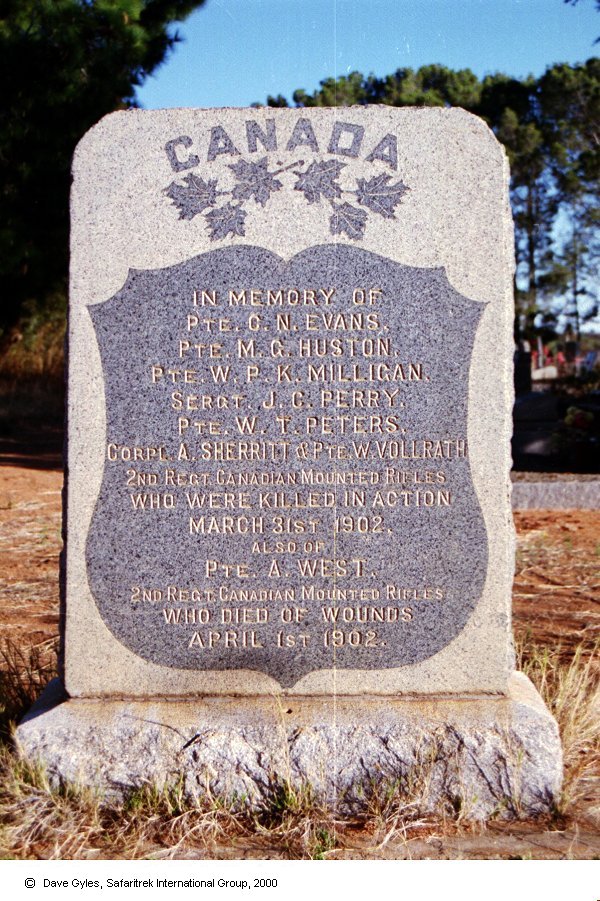 CANADA
IN MEMORY OF
PTE. C. N. EVANS.
PTE. M. G. HUSTON.
PTE. W. P. K. MILLIGAN.
SERGT. J. C. PERRY.
PTE. W. T. PETERS.
CORPL. A. SHERRITT & PTE. W. VOLLRATH
2ND REGT. CANADIAN MOUNTED RIFLES
WHO WERE KILLED IN ACTION
MARCH 31ST 1902.
ALSO OF
PTE. A. WEST.
2ND REGT. CANADIAN MOUNTED RIFLES
WHO DIED OF WOUNDS
APRIL 1ST 1902.
© Dave Gyles, Safaritrek International Group, 2000